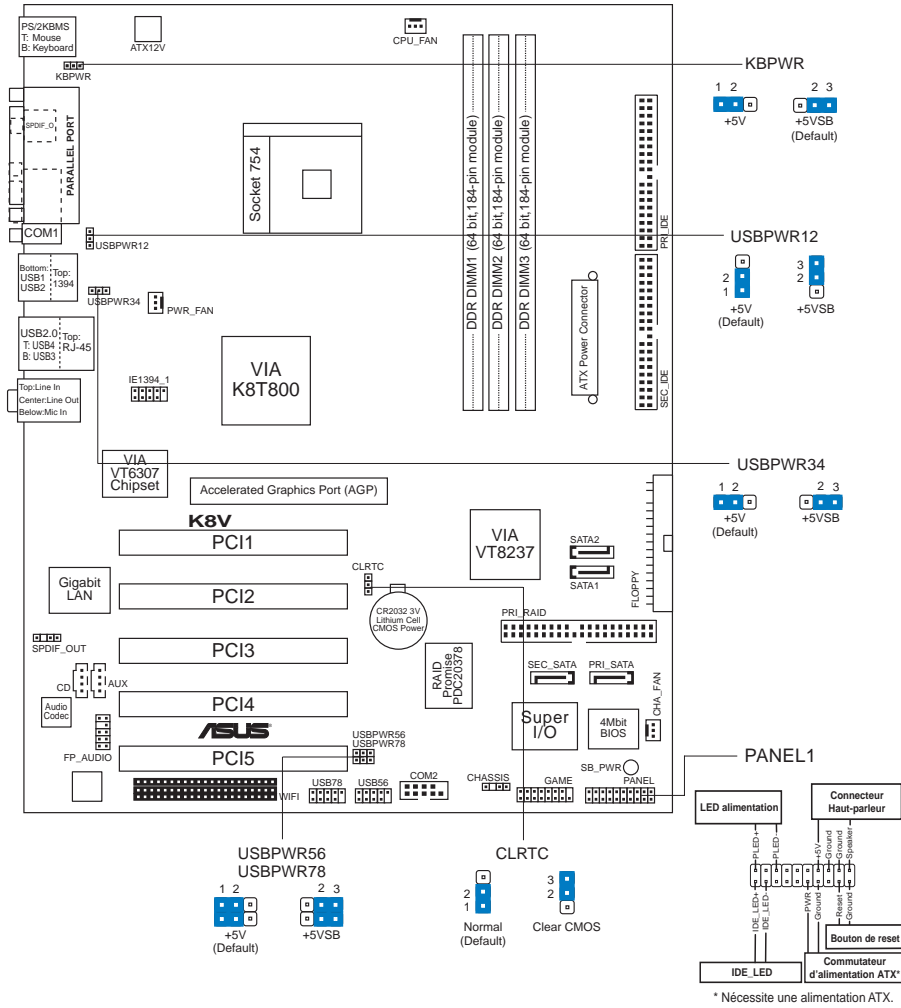 PS/2KBMS
T: Mouse
B: Keyboard
ATX12V
CPU_FAN
KBPWR
KBPWR
1 2
2 3
+5V
+5VSB
(Default)
SPDIF_O
PARALLEL PORT
Socket 754
DDR DIMM1 (64 bit,184-pin module)
DDR DIMM2 (64 bit,184-pin module)
DDR DIMM3 (64 bit,184-pin module)
PRI_IDE
COM1
USBPWR12
USBPWR12
2
1
+5V
(Default)
3
2
+5VSB
Bottom:
USB1
USB2
Top:
1394
USBPWR34
PWR_FAN
ATX Power Connector
SEC_IDE
USB2.0
T: USB4
B: USB3
Top:
RJ-45
VIA
K8T800
IE1394_1
Top:Line In
Center:Line Out
Below:Mic In
VIA
VT6307
Chipset
Accelerated Graphics Port (AGP)
USBPWR34
1 2
2 3
+5V
(Default)
+5VSB
K8V
PCI1
VIA
VT8237
SATA2
SATA1
FLOPPY
CLRTC
Gigabit
LAN
PCI2
CR2032 3V
Lithium Cell
CMOS Power
PRI_RAID
SPDIF_OUT
PCI3
RAID
Promise
PDC20378
SEC_SATA
PRI_SATA
CD
AUX
Audio
Codec
PCI4
Super
I/O
4Mbit
BIOS
CHA_FAN
ASUS
USBPWR56
USBPWR78
FP_AUDIO
PCI5
SB_PWR
PANEL1
WIFI
USB78
USB56
COM2
CHASSIS
GAME
PANEL
LED alimentation
Connecteur
Haut-parleur
PLED+
PLED-
+5V
Ground
Ground
Speaker
IDE_LED+
IDE_LED-
PWR
Ground
Reset
Ground
Bouton de reset
IDE_LED
Commutateur
d'alimentation ATX*
* Nécessite une alimentation ATX.
USBPWR56
USBPWR78
1 2
2 3
+5V
(Default)
+5VSB
CLRTC
2
1
Normal
(Default)
3
2
Clear CMOS